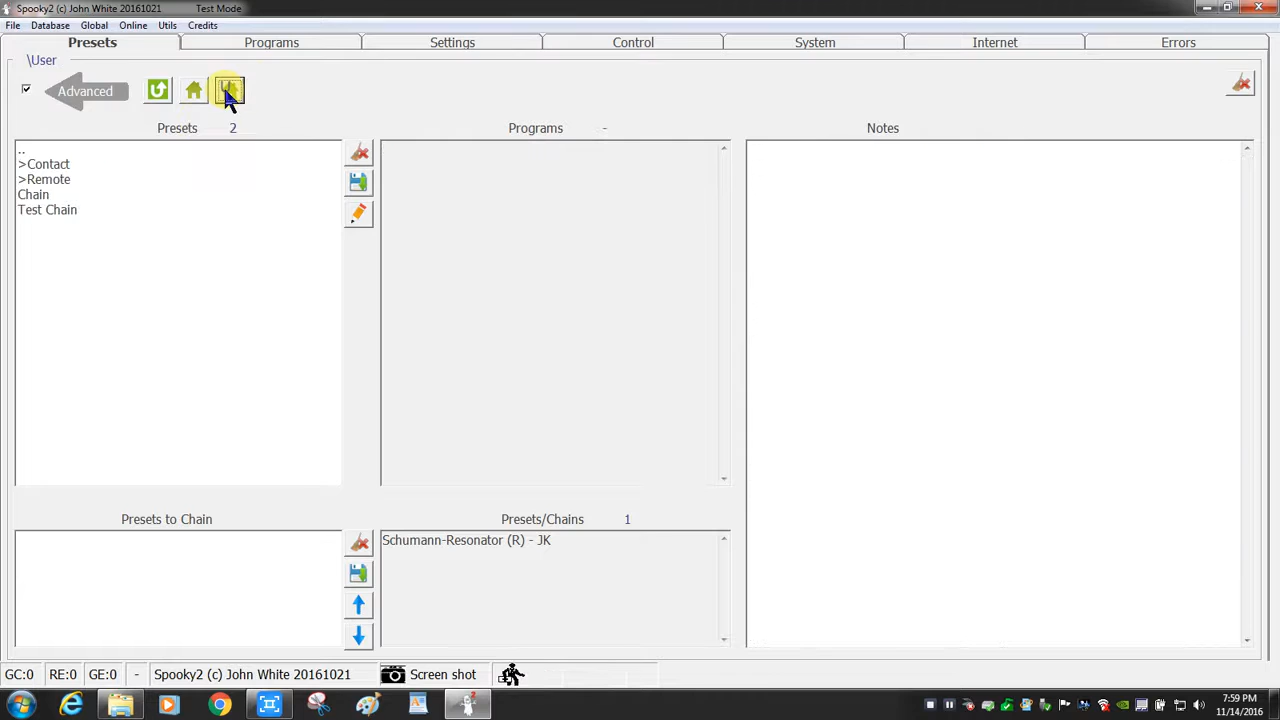 Spooky2 (c) John White 20161021 Test Mode
File Database Global Online Utils Credits
Presets Programs Settings Control System Internet Errors
\User
Advanced
Presets 2 Programs - Notes
..
>Contact
>Remote
Chain
Test Chain
Presets to Chain Presets/Chains 1
Schumann-Resonator (R) - JK
GC:0 RE:0 GE:0 - Spooky2 (c) John White 20161021 Screen shot
7:59 PM
11/14/2016